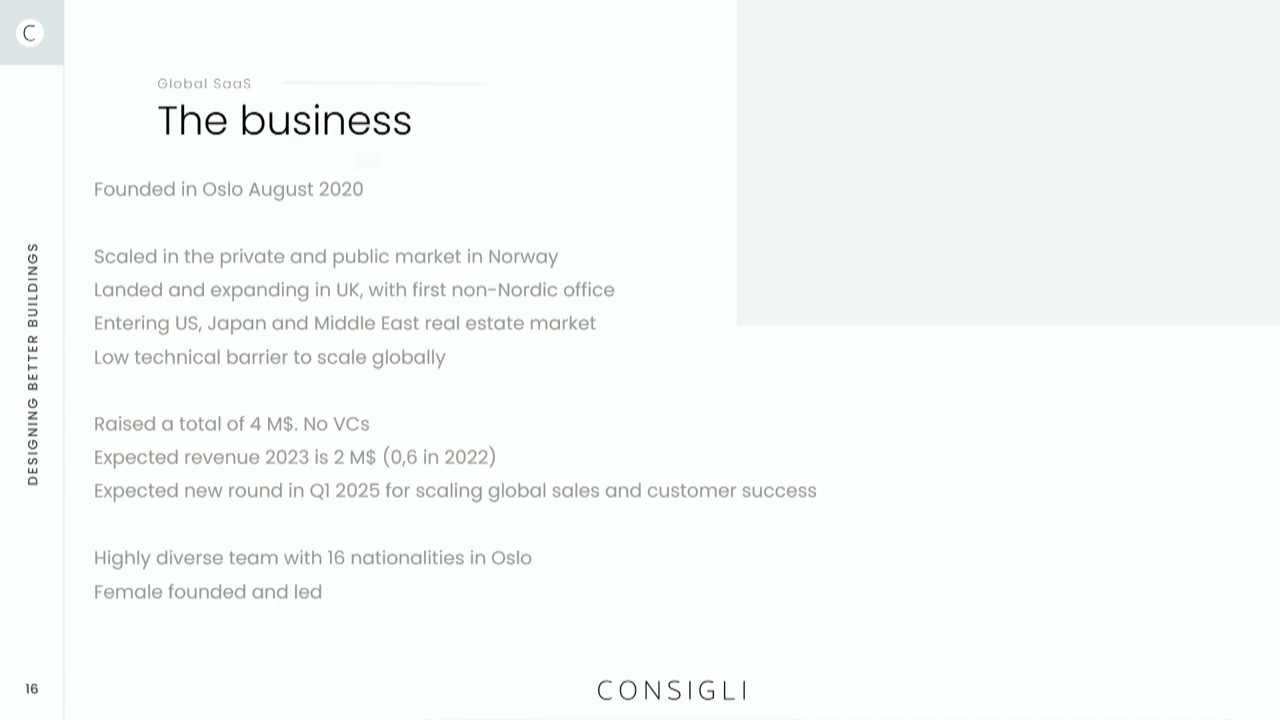 C
Global SaaS
The business
Founded in Oslo August 2020
Scaled in the private and public market in Norway
Landed and expanding in UK, with first non-Nordic office
Entering US, Japan and Middle East real estate market
Low technical barrier to scale globally
Raised a total of 4 M$. No VCs
Expected revenue 2023 is 2 M$ (0,6 in 2022)
Expected new round in Q1 2025 for scaling global sales and customer success
Highly diverse team with 16 nationalities in Oslo
Female founded and led
DESIGNING BETTER BUILDINGS
16
CONSIGLI